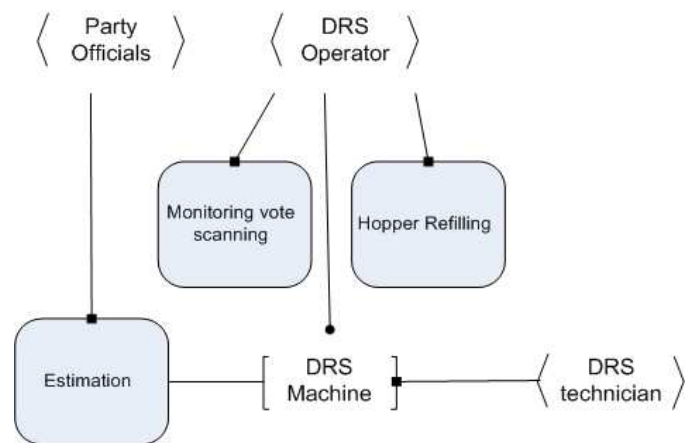 Party
Officials
DRS
Operator
Monitoring vote
scanning
Hopper Refilling
Estimation
DRS
Machine
DRS
technician